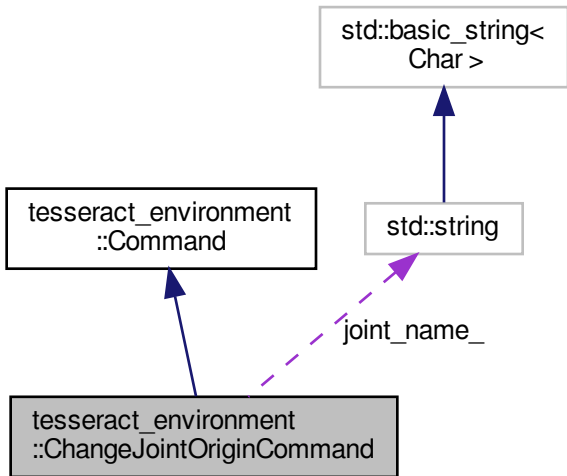 std::basic_string<
Char >
tesseract_environment
::Command
std::string
joint_name_
tesseract_environment
::ChangeJointOriginCommand